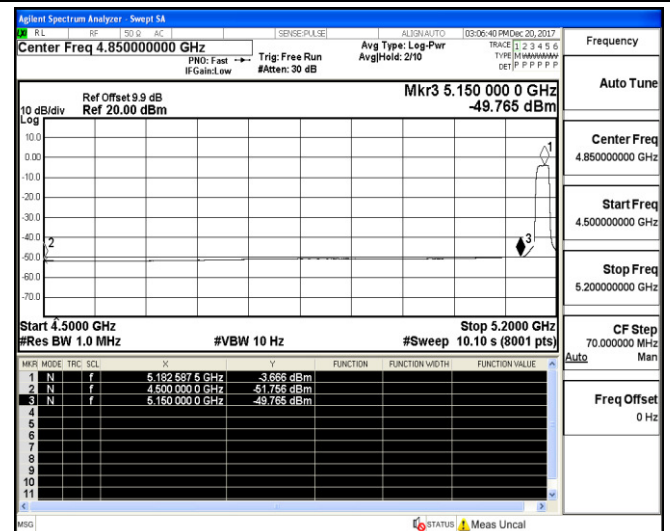 Agilent Spectrum Analyzer - Swept SA
RL RF 50 Ω AC SENSE:PULSE ALIGNAUTO 03:06:40 PM Dec 20, 2017
Center Freq 4.850000000 GHz
PNO: Fast
IFGain:Low
Trig: Free Run
#Atten: 30 dB
Avg Type: Log-Pwr
Avg|Hold: 2/10
TRACE 1 2 3 4 5 6
TYPE M WWWWW
DET P P P P P P
Mkr3 5.150 000 0 GHz
-49.765 dBm
Ref Offset 9.9 dB
Ref 20.00 dBm
10 dB/div
Log
10.0
0.00
-10.0
-20.0
-30.0
-40.0
-50.0
-60.0
-70.0
1
2
3
Start 4.5000 GHz Stop 5.2000 GHz
#Res BW 1.0 MHz #VBW 10 Hz #Sweep 10.10 s (8001 pts)
MKR MODE TRC SCL X Y FUNCTION FUNCTION WIDTH FUNCTION VALUE
1 N f 5.182 587 5 GHz -3.666 dBm
2 N f 4.500 000 0 GHz -51.756 dBm
3 N f 5.150 000 0 GHz -49.765 dBm
4
5
6
7
8
9
10
11
MSG STATUS Meas Uncal
Frequency
Auto Tune
Center Freq
4.850000000 GHz
Start Freq
4.500000000 GHz
Stop Freq
5.200000000 GHz
CF Step
70.000000 MHz
Auto Man
Freq Offset
0 Hz